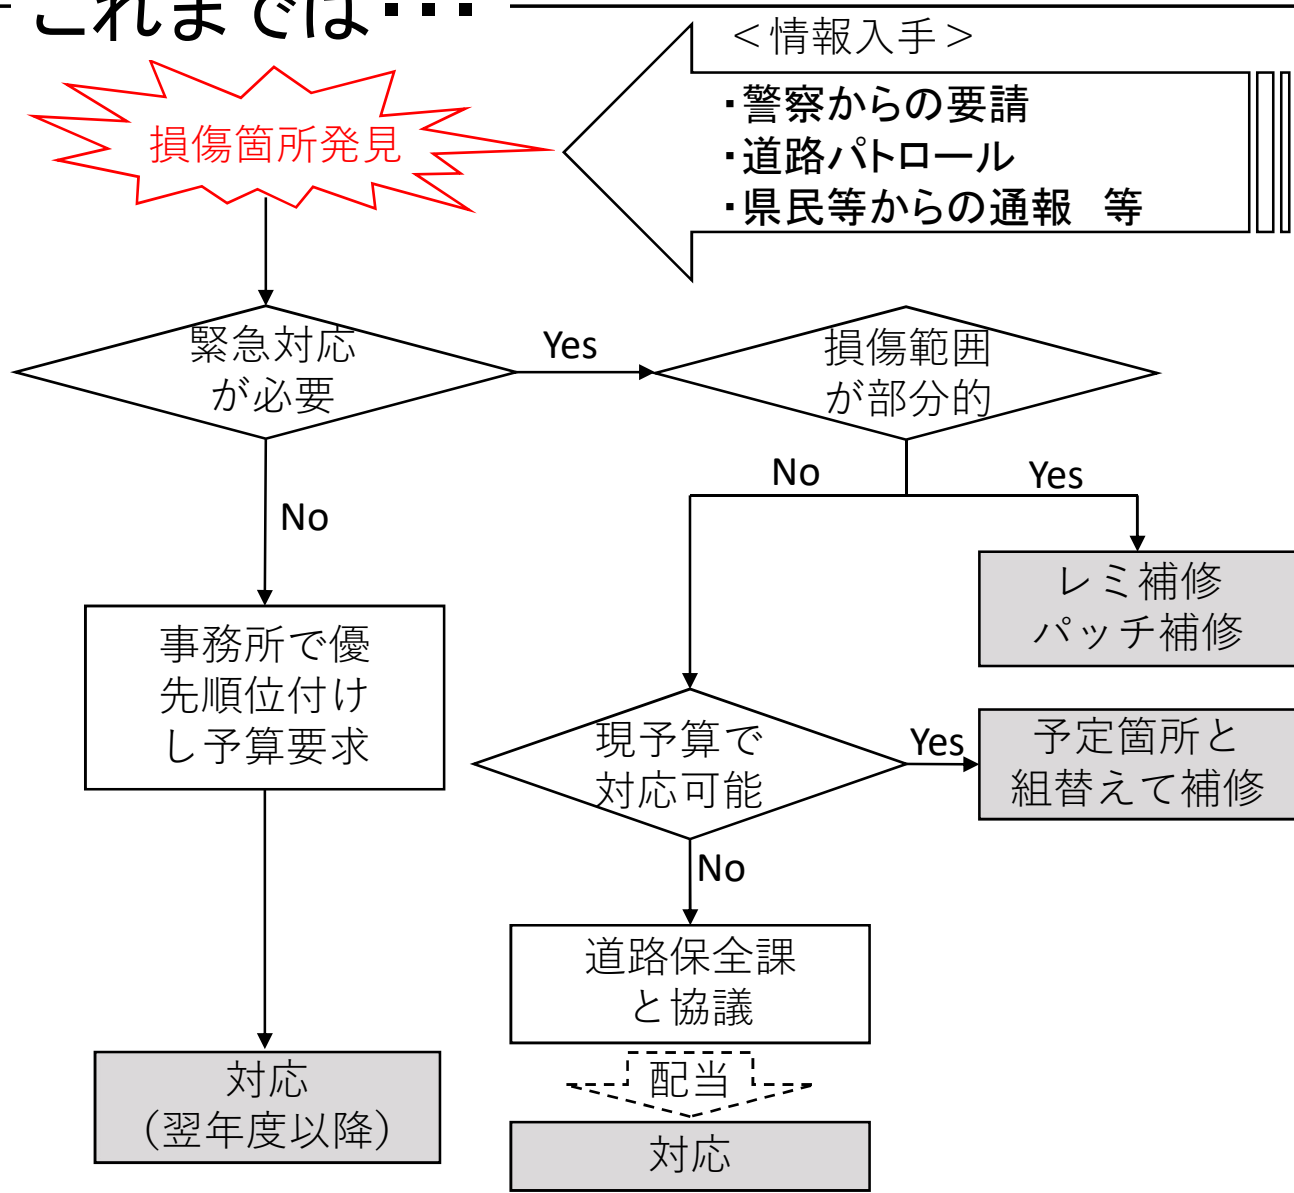 これまでは・・・
＜情報入手＞
・警察からの要請
・道路パトロール
・県民等からの通報　等
損傷箇所発見
緊急対応
が必要
Yes
損傷範囲
が部分的
No
No
Yes
レミ補修
パッチ補修
事務所で優
先順位付け
し予算要求
現予算で
対応可能
Yes
予定箇所と
組替えて補修
No
道路保全課
と協議
配当
対応
対応
（翌年度以降）